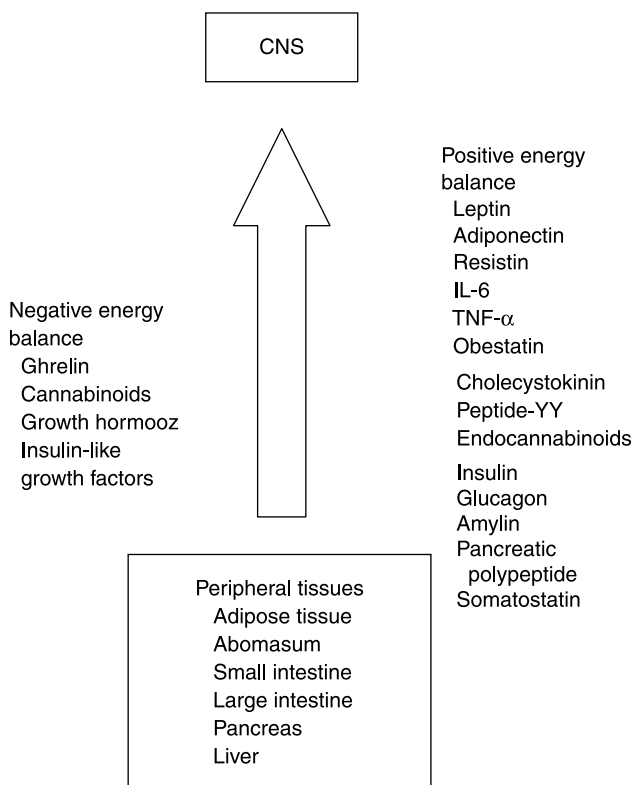 CNS
Positive energy
balance
Leptin
Adiponectin
Resistin
IL-6
TNF-α
Obestatin
Cholecystokinin
Peptide-YY
Endocannabinoids
Insulin
Glucagon
Amylin
Pancreatic
polypeptide
Somatostatin
Negative energy
balance
Ghrelin
Cannabinoids
Growth hormooz
Insulin-like
growth factors
Peripheral tissues
Adipose tissue
Abomasum
Small intestine
Large intestine
Pancreas
Liver